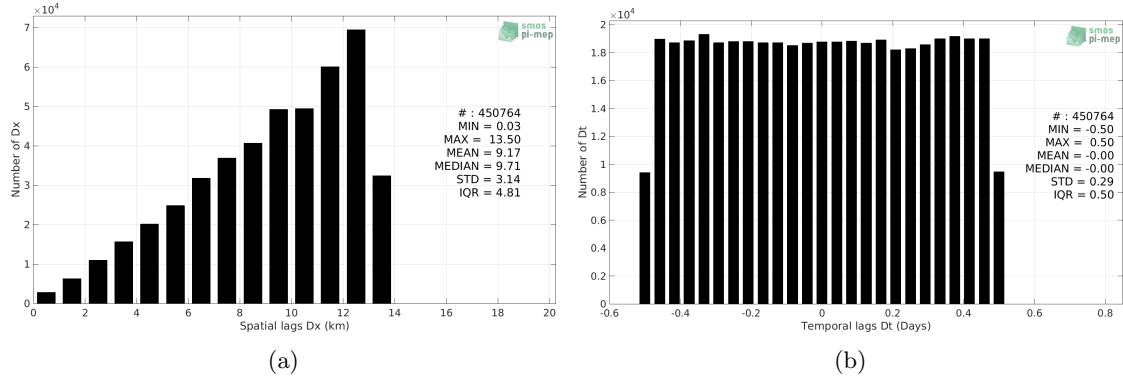 ×10⁴
7
6
5
4
3
2
1
0
Number of Dx
0 2 4 6 8 10 12 14 16 18 20
Spatial lags Dx (km)
smos
pi-mep
# : 450764
MIN = 0.03
MAX = 13.50
MEAN = 9.17
MEDIAN = 9.71
STD = 3.14
IQR = 4.81
(a)
×10⁴
2
1.8
1.6
1.4
1.2
1
0.8
0.6
0.4
0.2
0
Number of Dt
-0.6 -0.4 -0.2 0 0.2 0.4 0.6 0.8
Temporal lags Dt (Days)
smos
pi-mep
# : 450764
MIN = -0.50
MAX = 0.50
MEAN = -0.00
MEDIAN = -0.00
STD = 0.29
IQR = 0.50
(b)